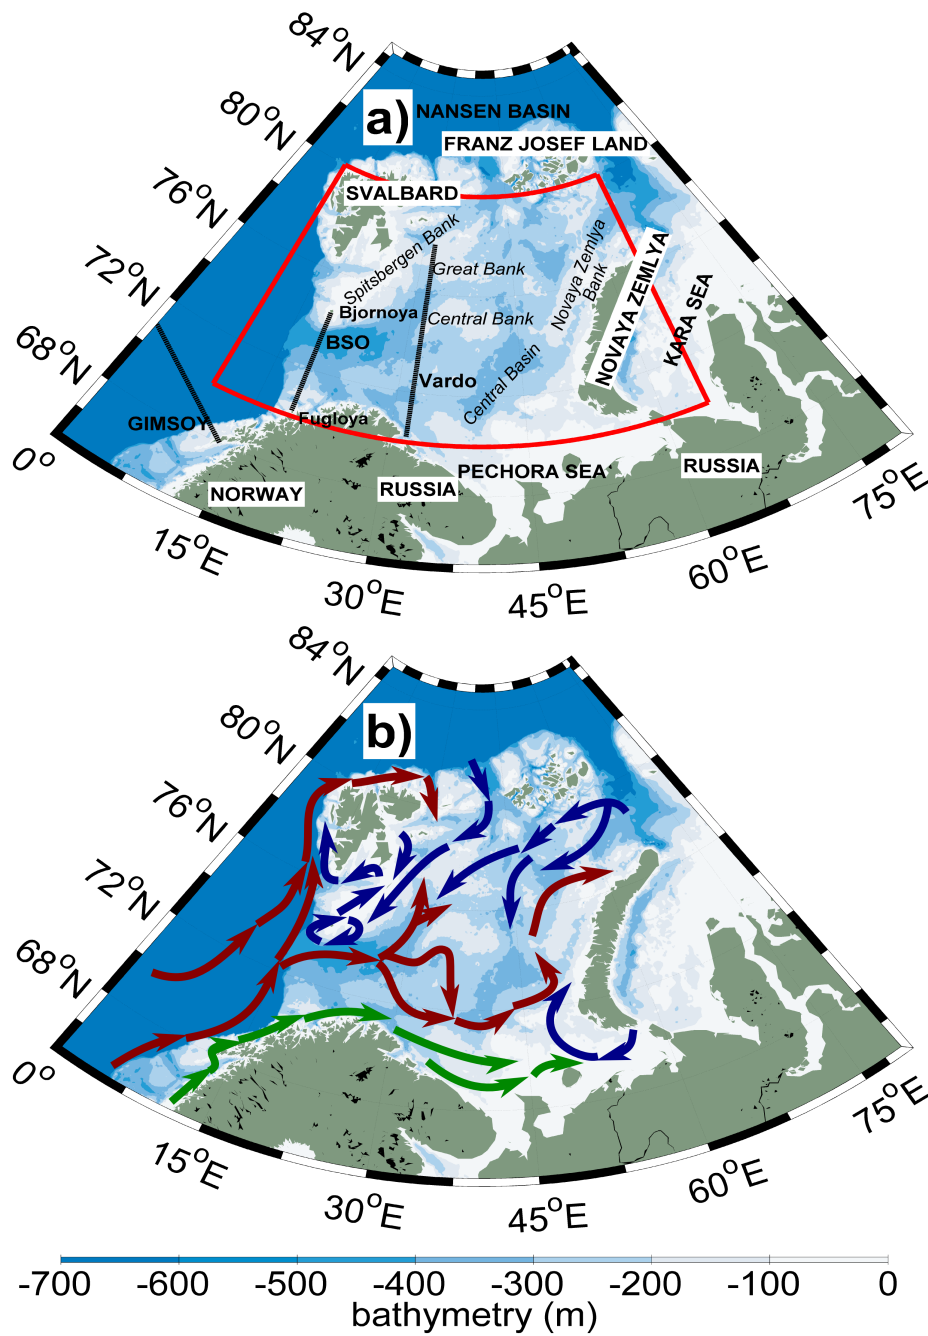 84°N
80°N
76°N
72°N
68°N
0°
15°E
30°E
45°E
60°E
75°E
a)
NANSEN BASIN
FRANZ JOSEF LAND
SVALBARD
Spitsbergen Bank
Great Bank
Novaya Zemlya
Bank
NOVAYA ZEMLYA
KARA SEA
Bjornoya
Central Bank
BSO
Vardo
Central Basin
GIMSOY
Fugloya
PECHORA SEA
RUSSIA
NORWAY
RUSSIA
84°N
80°N
76°N
72°N
68°N
0°
15°E
30°E
45°E
60°E
75°E
b)
-700 -600 -500 -400 -300 -200 -100 0
bathymetry (m)